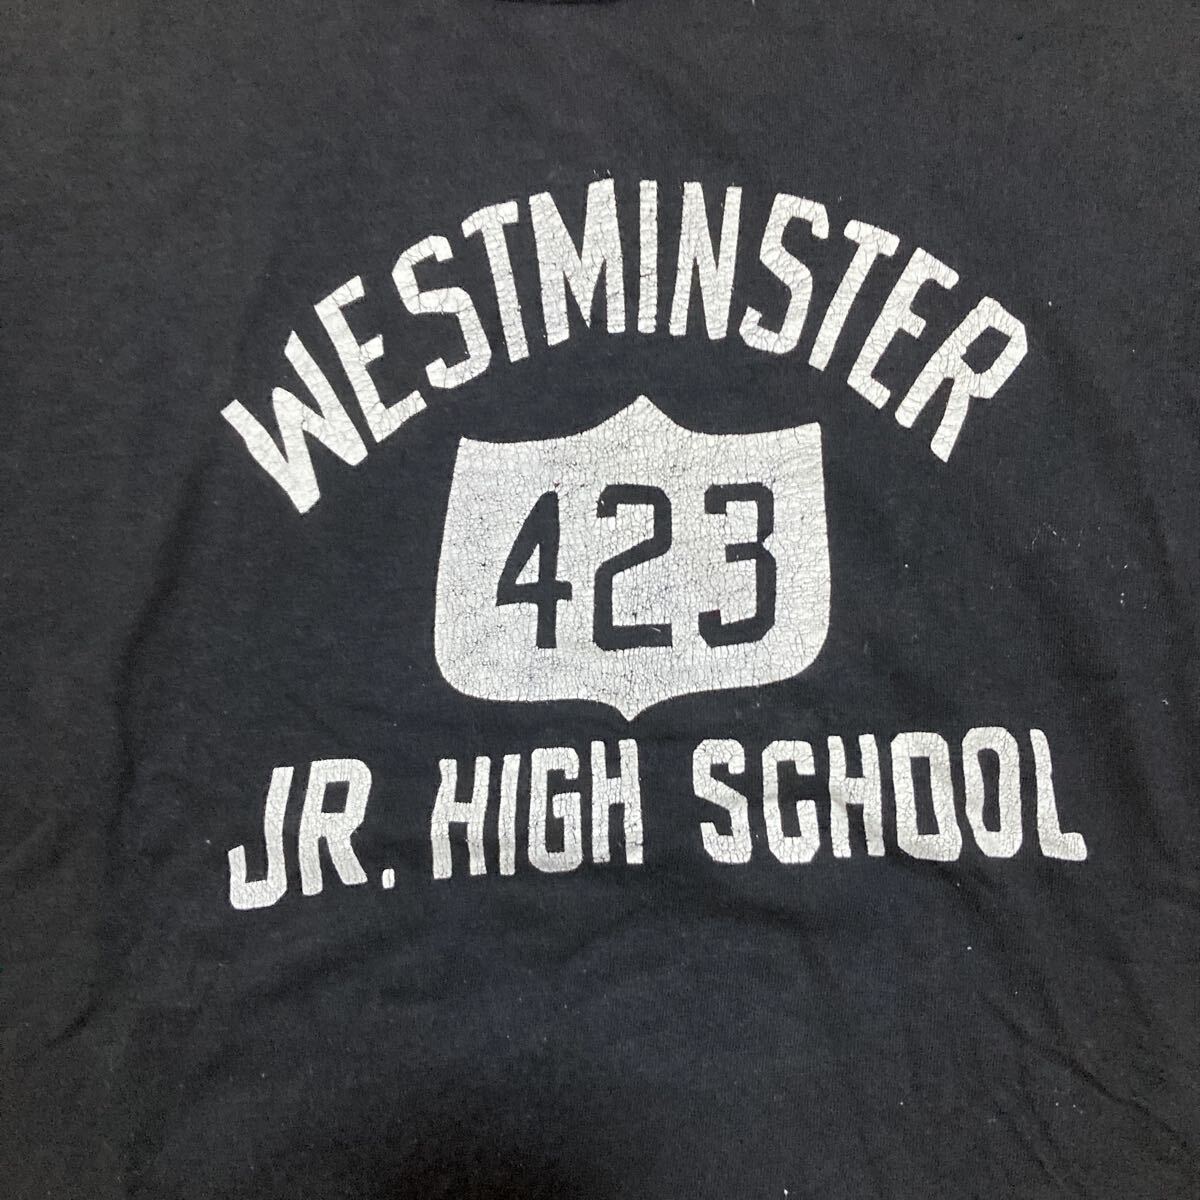 WESTMINSTER
423
JR. HIGH SCHOOL